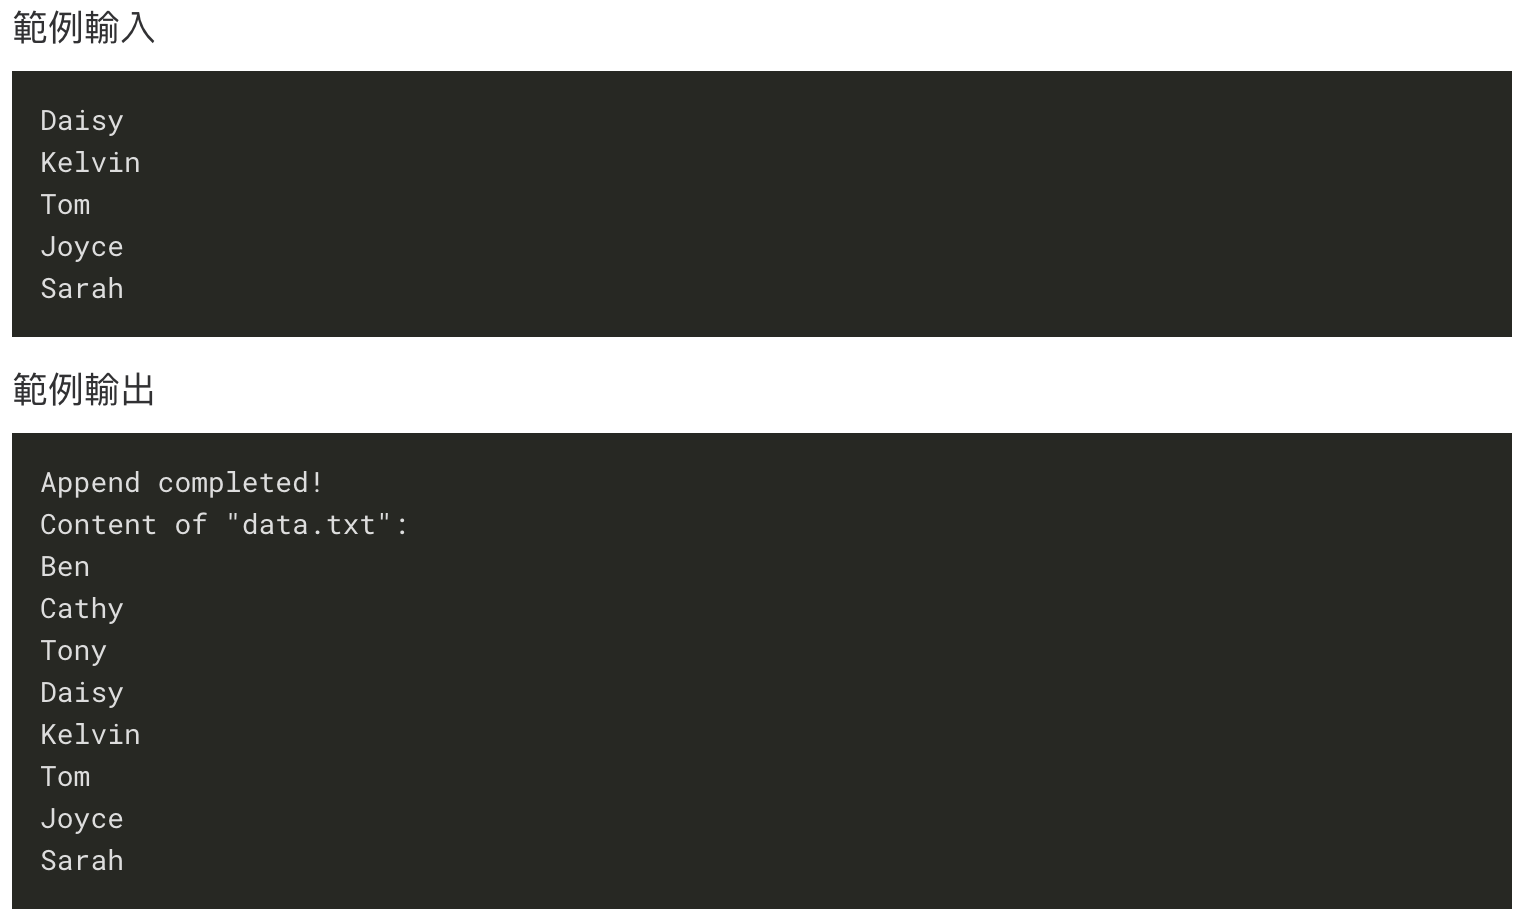 範例輸入
Daisy
Kelvin
Tom
Joyce
Sarah
範例輸出
Append completed!
Content of "data.txt":
Ben
Cathy
Tony
Daisy
Kelvin
Tom
Joyce
Sarah